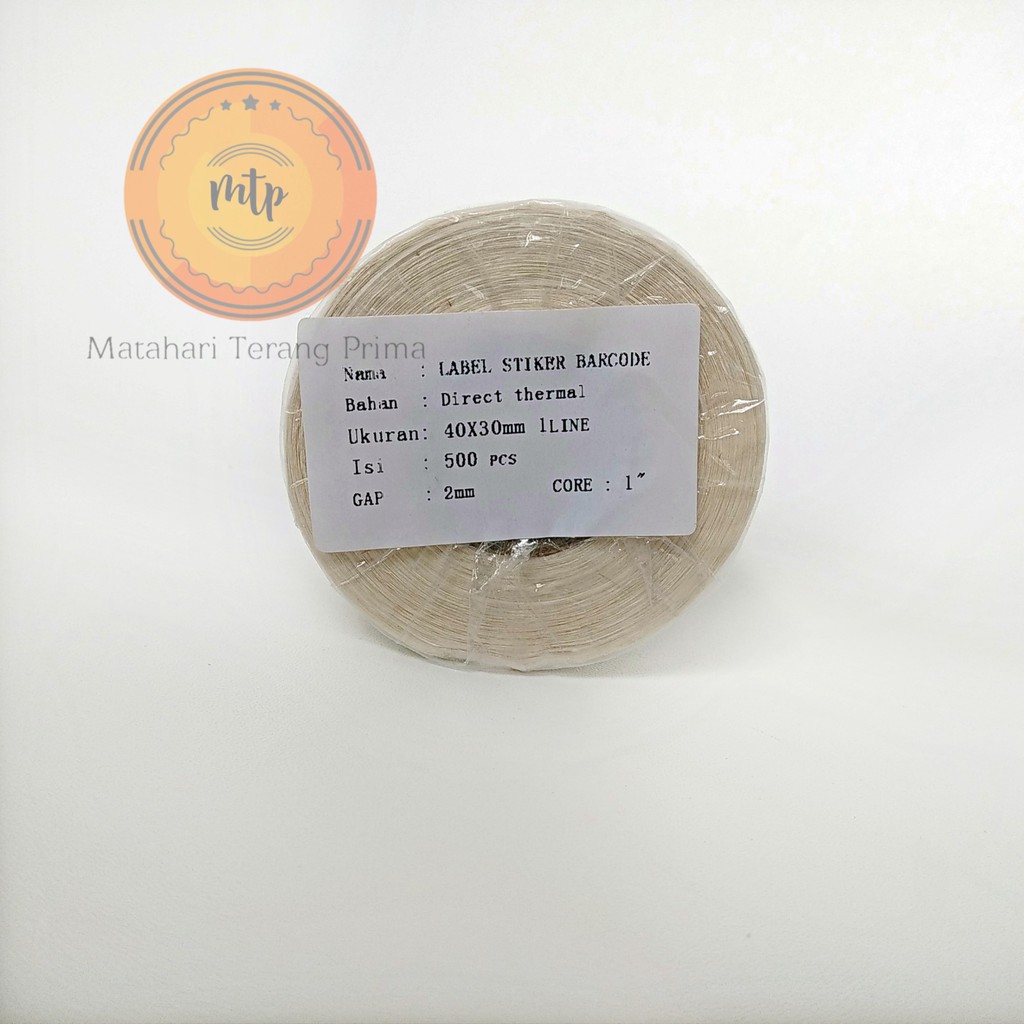 mtp
Matahari Terang Prima
Nama : LABEL STIKER BARCODE
Bahan : Direct thermal
Ukuran: 40X30mm 1LINE
Isi : 500 PCS
GAP : 2mm CORE : 1"